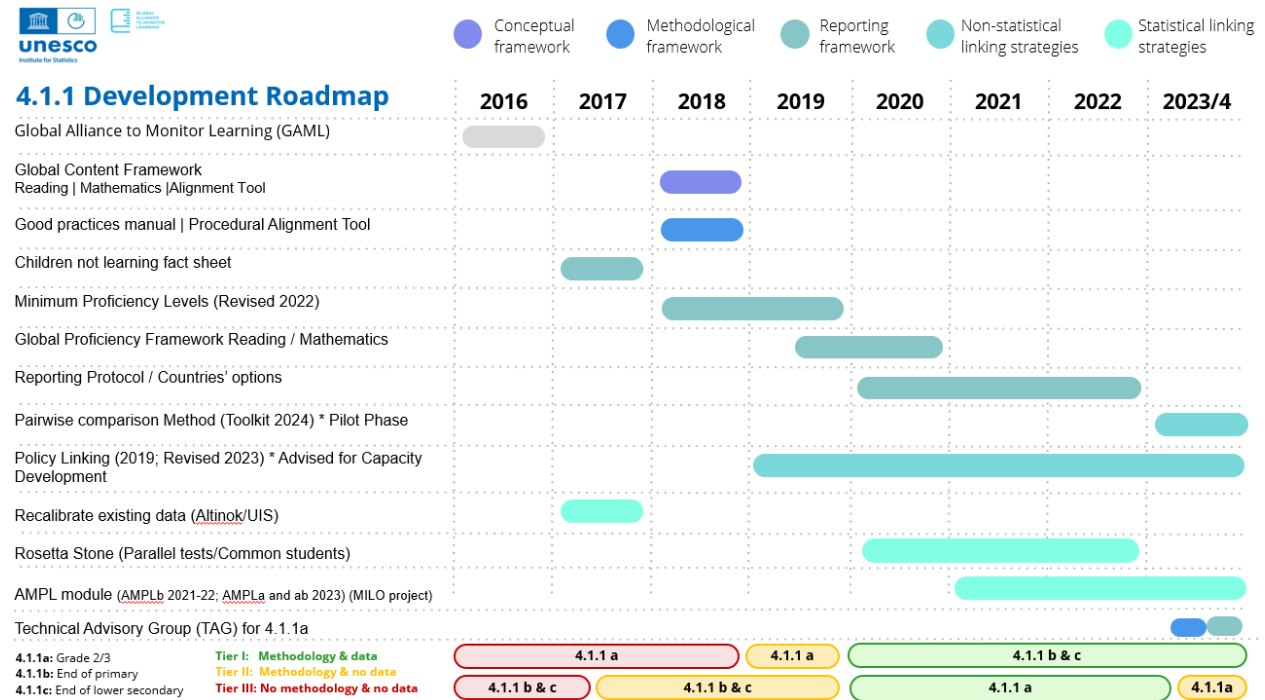 unesco
Institute for Statistics
GLOBAL
ALLIANCE
TO MONITOR
LEARNING
Conceptual
framework
Methodological
framework
Reporting
framework
Non-statistical
linking strategies
Statistical linking
strategies
4.1.1 Development Roadmap
2016
2017
2018
2019
2020
2021
2022
2023/4
Global Alliance to Monitor Learning (GAML)
Global Content Framework
Reading | Mathematics |Alignment Tool
Good practices manual | Procedural Alignment Tool
Children not learning fact sheet
Minimum Proficiency Levels (Revised 2022)
Global Proficiency Framework Reading / Mathematics
Reporting Protocol / Countries’ options
Pairwise comparison Method (Toolkit 2024) * Pilot Phase
Policy Linking (2019; Revised 2023) * Advised for Capacity
Development
Recalibrate existing data (Altinok/UIS)
Rosetta Stone (Parallel tests/Common students)
AMPL module (AMPLb 2021-22; AMPLa and ab 2023) (MILO project)
Technical Advisory Group (TAG) for 4.1.1a
4.1.1a: Grade 2/3
4.1.1b: End of primary
4.1.1c: End of lower secondary
Tier I: Methodology & data
Tier II: Methodology & no data
Tier III: No methodology & no data
4.1.1 a
4.1.1 a
4.1.1 b & c
4.1.1 b & c
4.1.1 b & c
4.1.1 a
4.1.1a